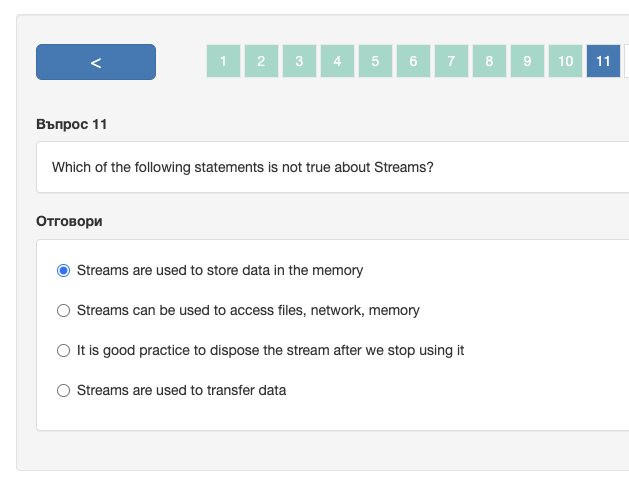 <
1 2 3 4 5 6 7 8 9 10 11
Въпрос 11
Which of the following statements is not true about Streams?
Отговори
Streams are used to store data in the memory
Streams can be used to access files, network, memory
It is good practice to dispose the stream after we stop using it
Streams are used to transfer data